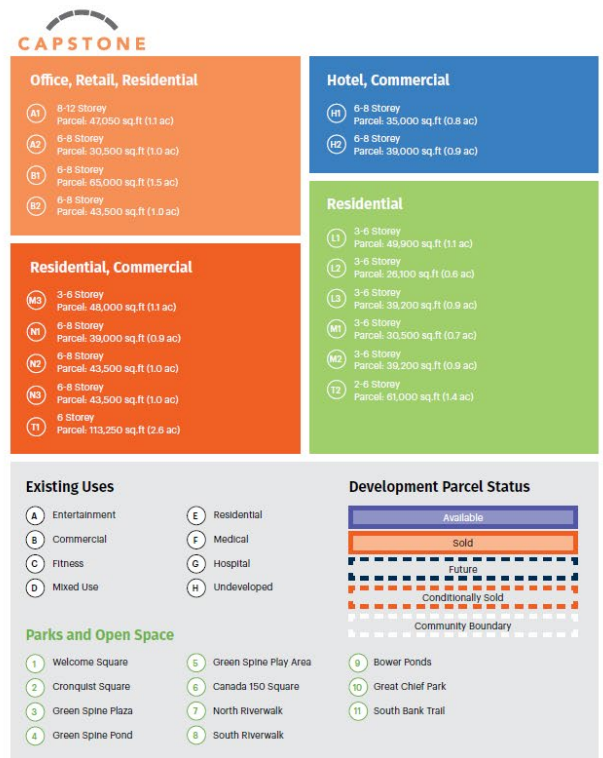 CAPSTONE
Office, Retail, Residential
A1
8-12 Storey
Parcel: 47,050 sq.ft (1.1 ac)
A2
6-8 Storey
Parcel: 30,500 sq.ft (1.0 ac)
B1
6-8 Storey
Parcel: 65,000 sq.ft (1.5 ac)
B2
6-8 Storey
Parcel: 43,500 sq.ft (1.0 ac)
Hotel, Commercial
H1
6-8 Storey
Parcel: 35,000 sq.ft (0.8 ac)
H2
6-8 Storey
Parcel: 39,000 sq.ft (0.9 ac)
Residential, Commercial
M3
3-6 Storey
Parcel: 48,000 sq.ft (1.1 ac)
N1
6-8 Storey
Parcel: 39,000 sq.ft (0.9 ac)
N2
6-8 Storey
Parcel: 43,500 sq.ft (1.0 ac)
N3
6-8 Storey
Parcel: 43,500 sq.ft (1.0 ac)
T1
6 Storey
Parcel: 113,250 sq.ft (2.6 ac)
Residential
L1
3-6 Storey
Parcel: 49,900 sq.ft (1.1 ac)
L2
3-6 Storey
Parcel: 26,100 sq.ft (0.6 ac)
L3
3-6 Storey
Parcel: 39,200 sq.ft (0.9 ac)
M1
3-6 Storey
Parcel: 30,500 sq.ft (0.7 ac)
M2
3-6 Storey
Parcel: 39,200 sq.ft (0.9 ac)
T2
2-6 Storey
Parcel: 61,000 sq.ft (1.4 ac)
Existing Uses
A Entertainment
B Commercial
C Fitness
D Mixed Use
E Residential
F Medical
G Hospital
H Undeveloped
Development Parcel Status
Available
Sold
Future
Conditionally Sold
Community Boundary
Parks and Open Space
1 Welcome Square
2 Cronquist Square
3 Green Spine Plaza
4 Green Spine Pond
5 Green Spine Play Area
6 Canada 150 Square
7 North Riverwalk
8 South Riverwalk
9 Bower Ponds
10 Great Chief Park
11 South Bank Trail